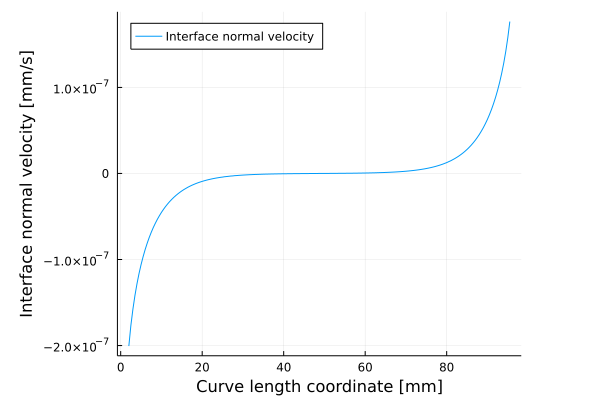 Interface normal velocity
Interface normal velocity [mm/s]
1.0×10⁻⁷
0
−1.0×10⁻⁷
−2.0×10⁻⁷
0 20 40 60 80
Curve length coordinate [mm]